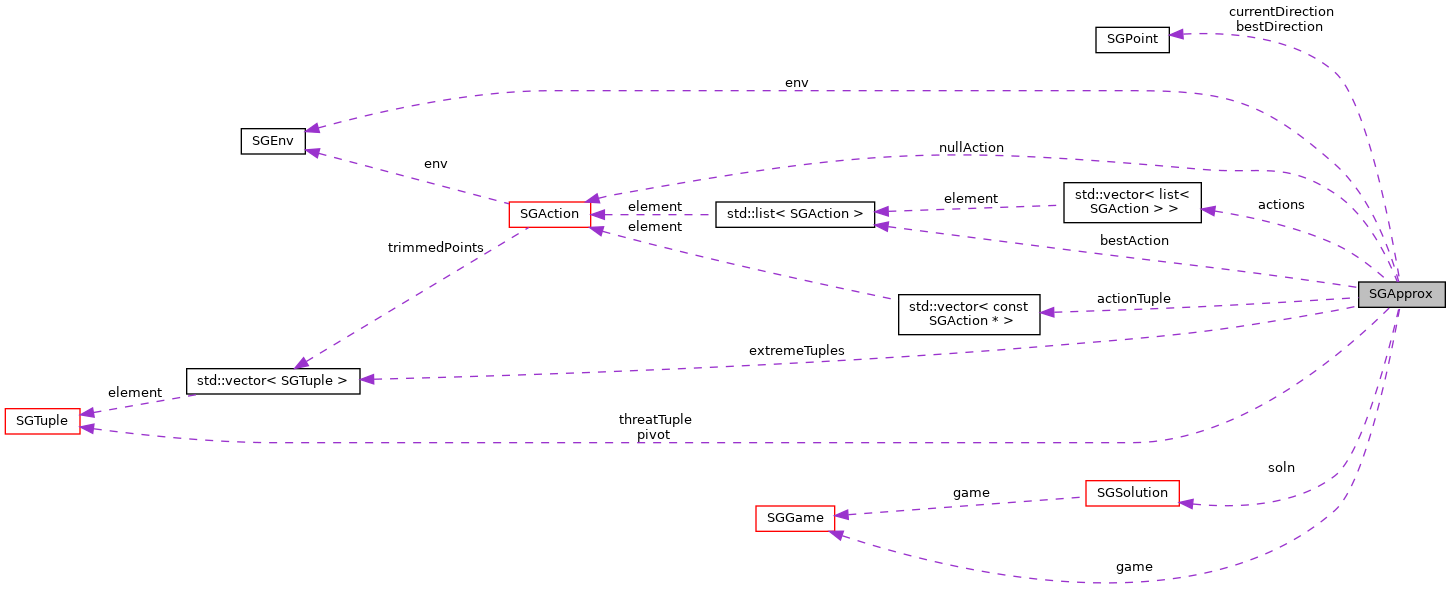 currentDirection
bestDirection
SGPoint
env
SGEnv
nullAction
env
std::vector< list<
SGAction > >
element
actions
element
SGAction
std::list< SGAction >
element
bestAction
trimmedPoints
SGApprox
std::vector< const
SGAction * >
actionTuple
extremeTuples
std::vector< SGTuple >
element
SGTuple
threatTuple
pivot
soln
SGSolution
game
SGGame
game